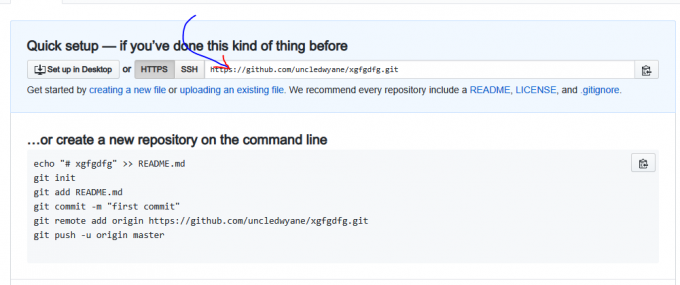 Quick setup — if you've done this kind of thing before
Set up in Desktop or HTTPS SSH https://github.com/uncledwyane/xgfgdfg.git
Get started by creating a new file or uploading an existing file. We recommend every repository include a README, LICENSE, and .gitignore.
…or create a new repository on the command line
echo "# xgfgdfg" >> README.md
git init
git add README.md
git commit -m "first commit"
git remote add origin https://github.com/uncledwyane/xgfgdfg.git
git push -u origin master